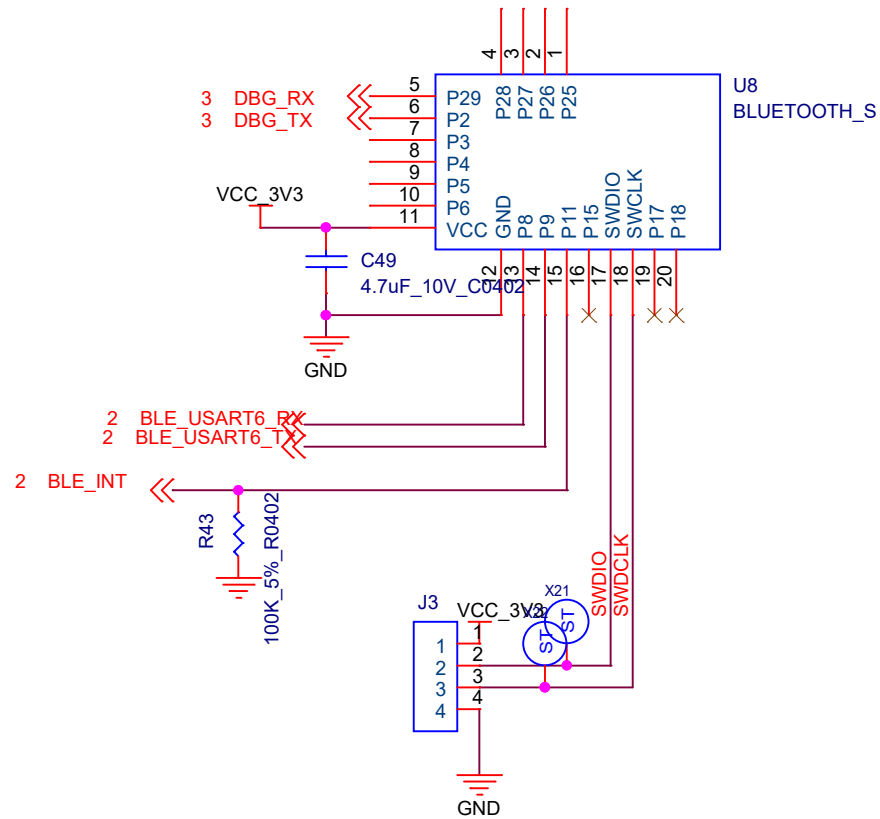 4 3 2 1
U8
BLUETOOTH_S
P28 P27 P26 P25
3 DBG_RX
5 P29
3 DBG_TX
6 P2
7 P3
8 P4
9 P5
10 P6
VCC_3V3
11 VCC
GND P8 P9 P11 P15 SWDIO SWCLK P17 P18
12 13 14 15 16 17 18 19 20
C49
4.7uF_10V_C0402
GND
2 BLE_USART6_RX
2 BLE_USART6_TX
2 BLE_INT
R43
100K_5%_R0402
SWDIO
SWDCLK
X21
X22
ST
ST
J3
VCC_3V3
1 1
2 2
3 3
4 4
GND